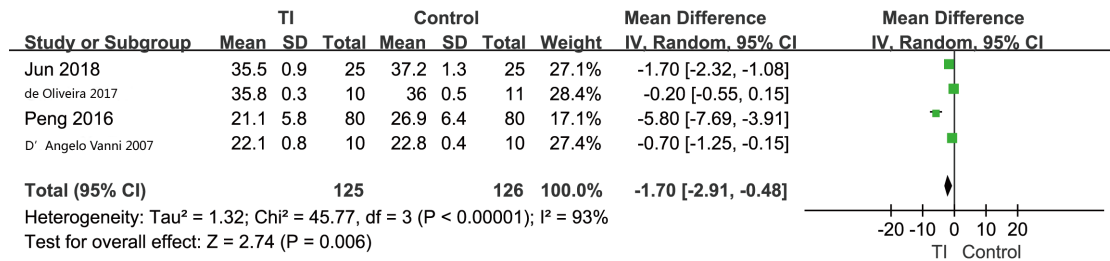 TI Control Mean Difference Mean Difference
Study or Subgroup Mean SD Total Mean SD Total Weight IV, Random, 95% CI IV, Random, 95% CI
Jun 2018 35.5 0.9 25 37.2 1.3 25 27.1% -1.70 [-2.32, -1.08]
de Oliveira 2017 35.8 0.3 10 36 0.5 11 28.4% -0.20 [-0.55, 0.15]
Peng 2016 21.1 5.8 80 26.9 6.4 80 17.1% -5.80 [-7.69, -3.91]
D’ Angelo Vanni 2007 22.1 0.8 10 22.8 0.4 10 27.4% -0.70 [-1.25, -0.15]
Total (95% CI) 125 126 100.0% -1.70 [-2.91, -0.48]
Heterogeneity: Tau² = 1.32; Chi² = 45.77, df = 3 (P < 0.00001); I² = 93%
Test for overall effect: Z = 2.74 (P = 0.006)
-20 -10 0 10 20
TI Control